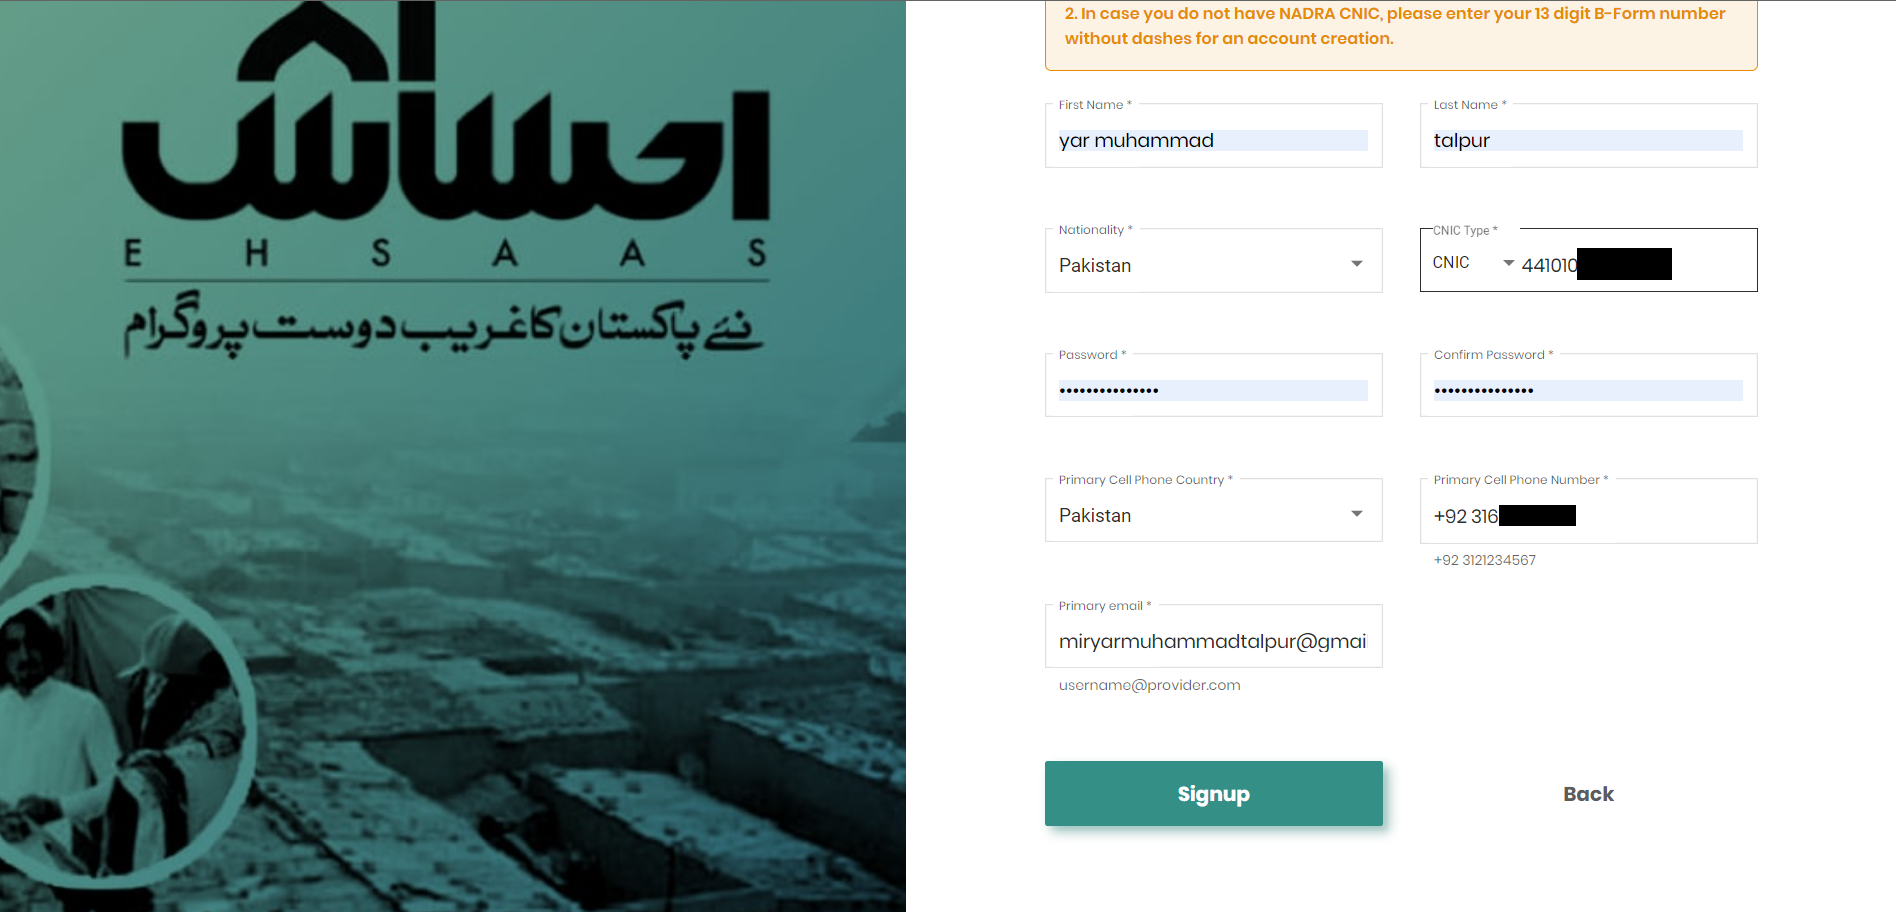 احساس
EHSAAS
نئے پاکستان کا غریب دوست پروگرام
2. In case you do not have NADRA CNIC, please enter your 13 digit B-Form number
without dashes for an account creation.
First Name *
yar muhammad
Last Name *
talpur
Nationality *
Pakistan
CNIC Type *
CNIC 441010
Password *
•••••••••••••••
Confirm Password *
•••••••••••••••
Primary Cell Phone Country *
Pakistan
Primary Cell Phone Number *
+92 316
+92 3121234567
Primary email *
miryarmuhammadtalpur@gmai
username@provider.com
Signup
Back